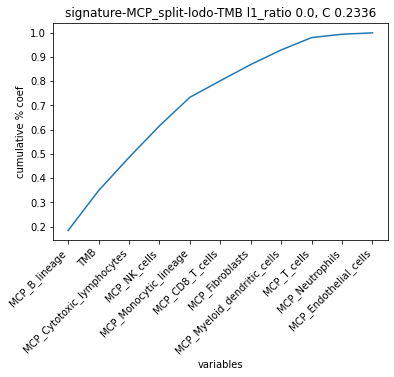 signature-MCP_split-lodo-TMB l1_ratio 0.0, C 0.2336
cumulative % coef
1.0
0.9
0.8
0.7
0.6
0.5
0.4
0.3
0.2
MCP_B_lineage
TMB
MCP_Cytotoxic_lymphocytes
MCP_NK_cells
MCP_Monocytic_lineage
MCP_CD8_T_cells
MCP_Fibroblasts
MCP_Myeloid_dendritic_cells
MCP_T_cells
MCP_Neutrophils
MCP_Endothelial_cells
variables